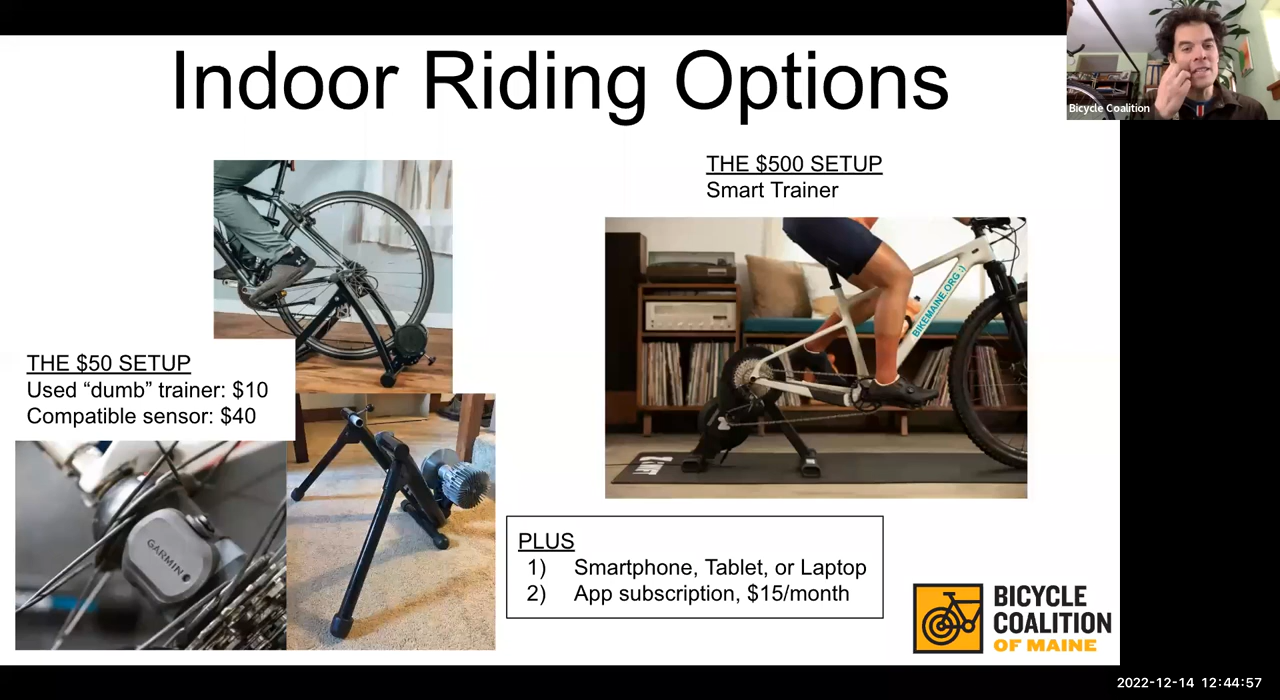 Indoor Riding Options
Bicycle Coalition
THE $500 SETUP
Smart Trainer
BIKEMAINE.ORG :)
THE $50 SETUP
Used “dumb” trainer: $10
Compatible sensor: $40
GARMIN
PLUS
1) Smartphone, Tablet, or Laptop
2) App subscription, $15/month
BICYCLE
COALITION
OF MAINE
2022-12-14 12:44:57